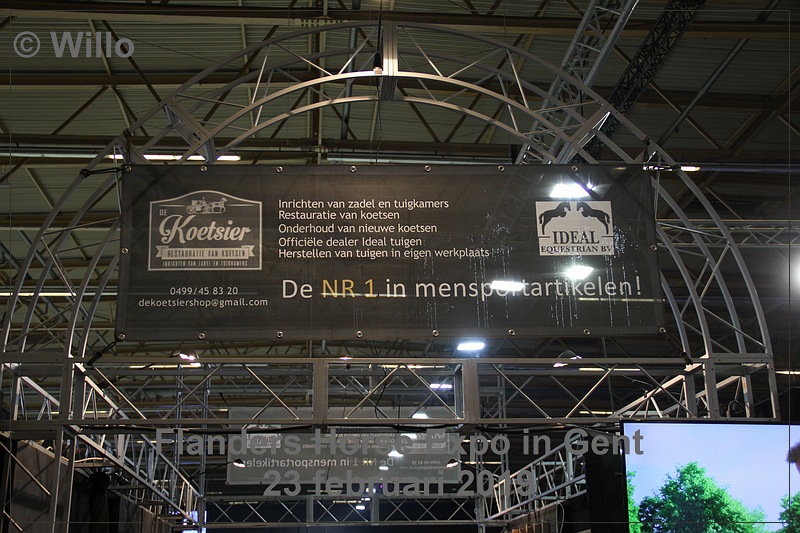 © Willo
DE
Koetsier
RESTAURATIE VAN KOETSEN
INRICHTEN VAN ZADEL EN TUIGKAMERS
0499/45 83 20
dekoetsiershop@gmail.com
Inrichten van zadel en tuigkamers
Restauratie van koetsen
Onderhoud van nieuwe koetsen
Officiële dealer Ideal tuigen
Herstellen van tuigen in eigen werkplaats
De NR 1 in mensportartikelen!
IDEAL
EQUESTRIAN BV
Flanders Horse Expo in Gent
23 februari 2019